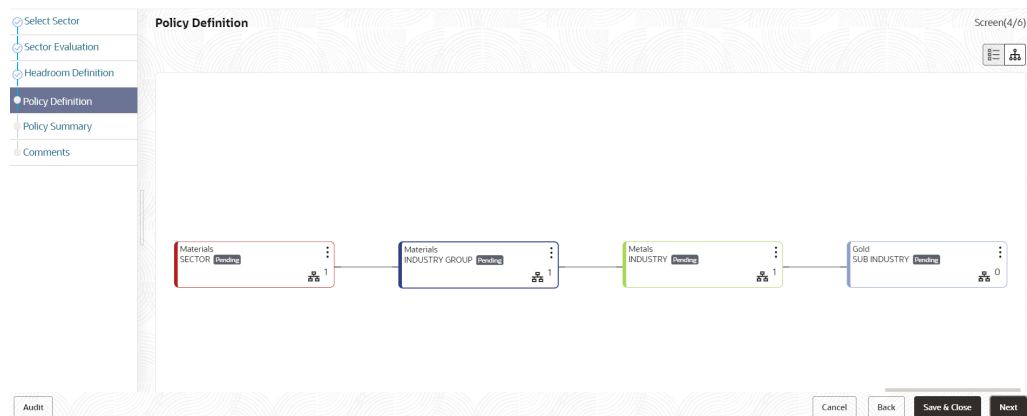 Select Sector
Sector Evaluation
Headroom Definition
Policy Definition
Policy Summary
Comments
Policy Definition
Screen(4/6)
Materials
SECTOR Pending
1
Materials
INDUSTRY GROUP Pending
1
Metals
INDUSTRY Pending
1
Gold
SUB INDUSTRY Pending
0
Audit
Cancel
Back
Save & Close
Next